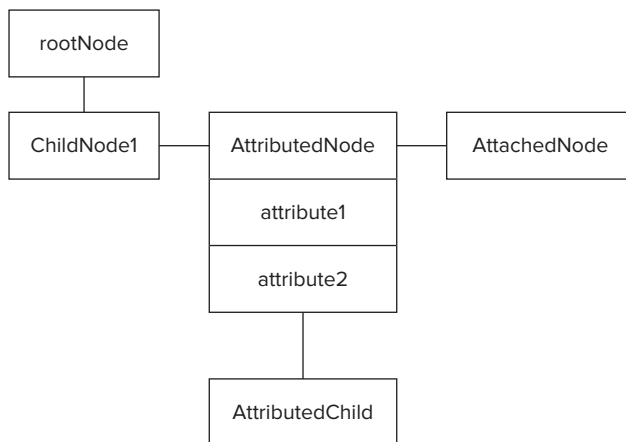 rootNode
ChildNode1
AttributedNode
AttachedNode
attribute1
attribute2
AttributedChild